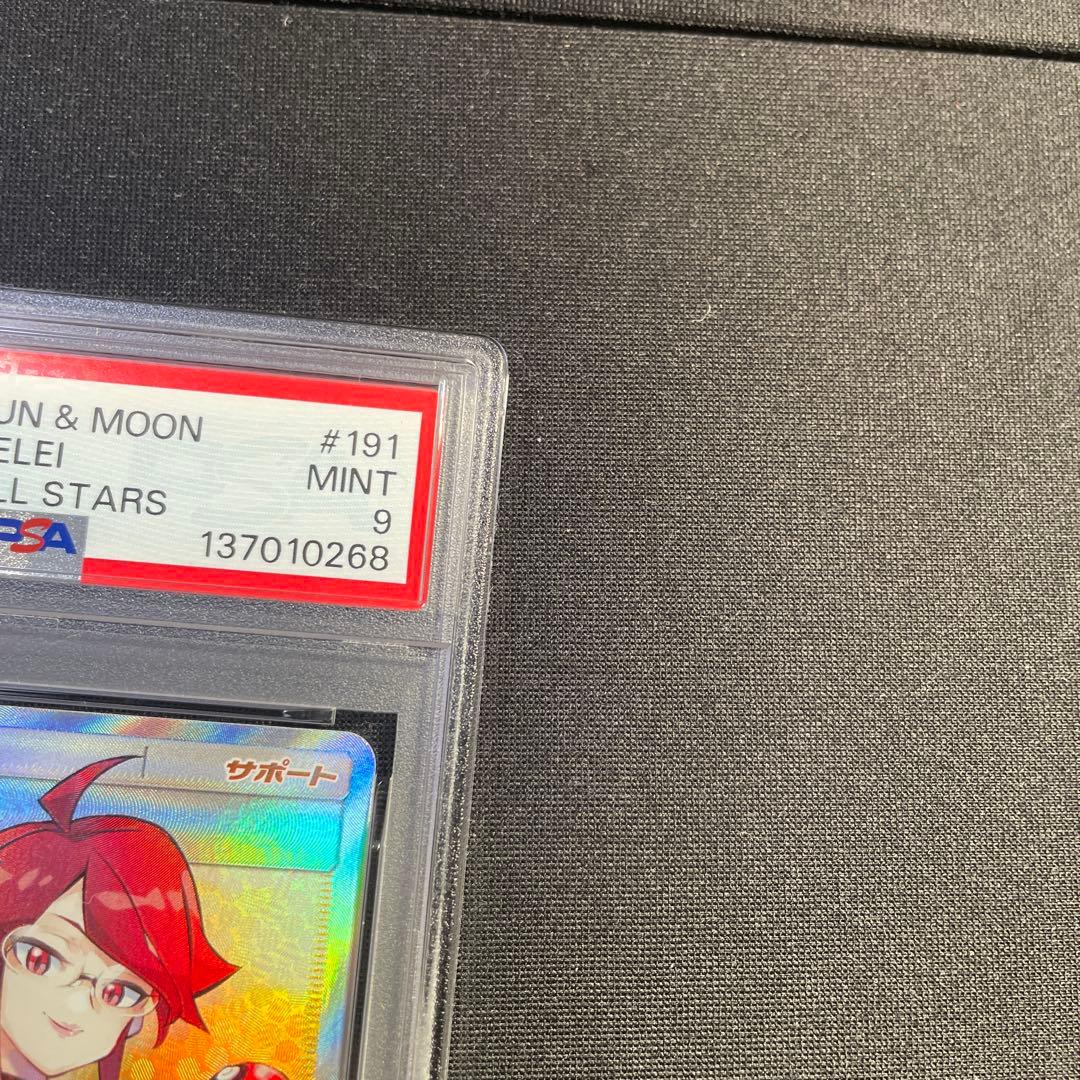 UN & MOON #191
ELEI MINT
LL STARS 9
PSA 137010268
サポート